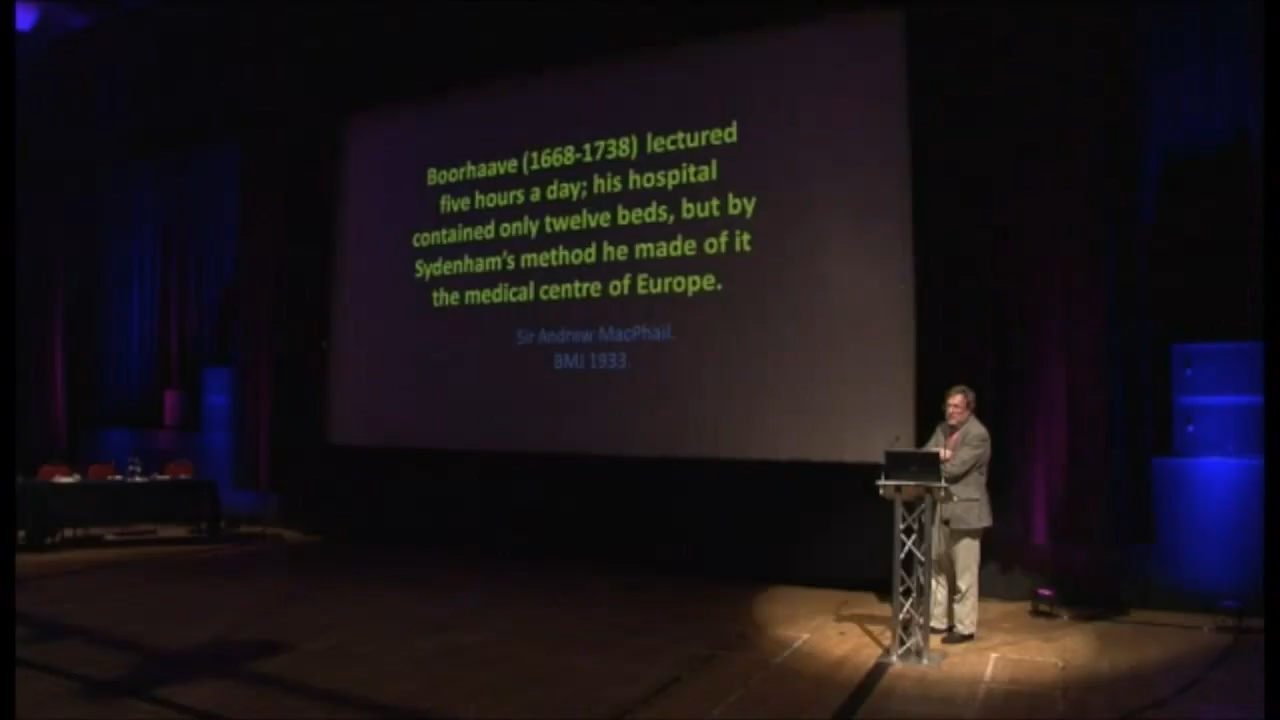 Boorhaave (1668-1738) lectured
five hours a day; his hospital
contained only twelve beds, but by
Sydenham's method he made of it
the medical centre of Europe.
Sir Andrew MacPhail.
BMJ 1933.